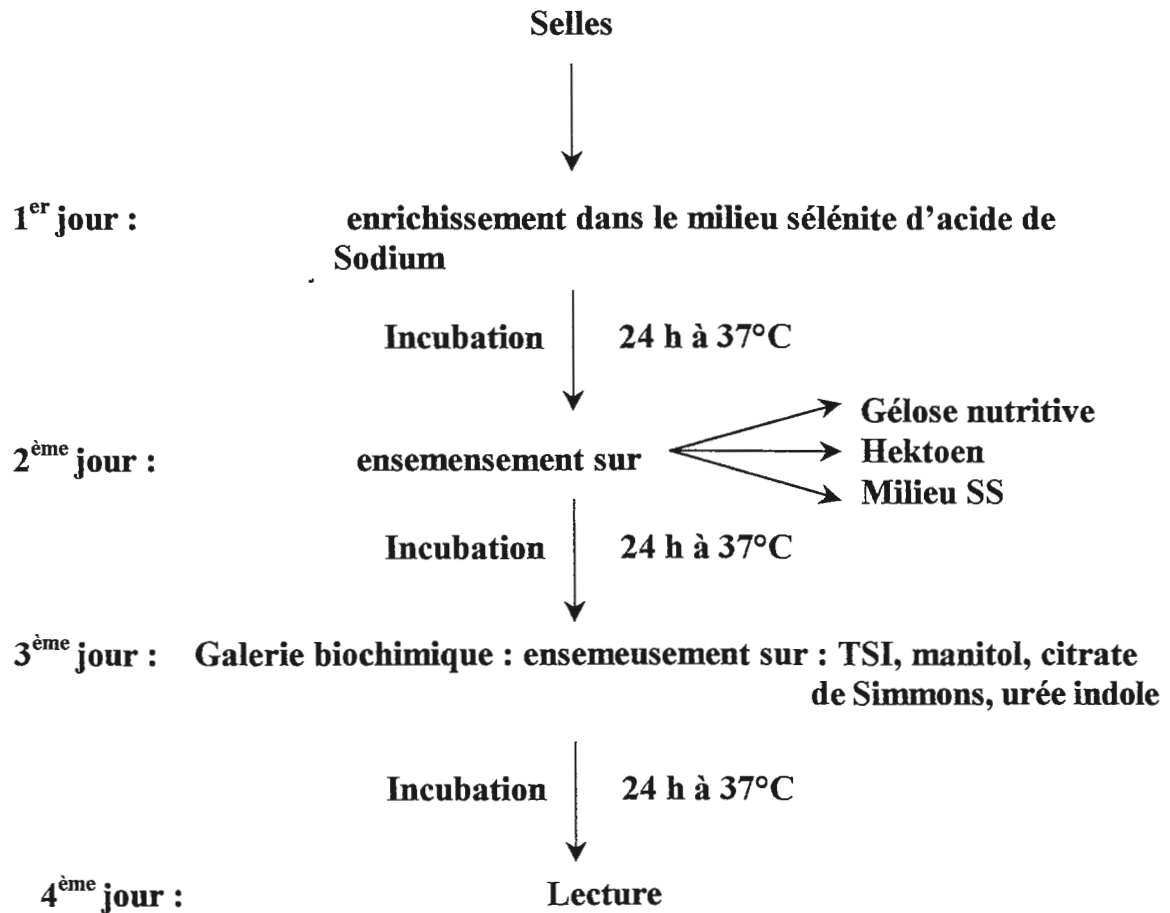 Selles
1er jour : enrichissement dans le milieu sélénite d'acide de
Sodium
Incubation 24 h à 37°C
Gélose nutritive
2ème jour : ensemensement sur Hektoen
Milieu SS
Incubation 24 h à 37°C
3ème jour : Galerie biochimique : ensemeusement sur : TSI, manitol, citrate
de Simmons, urée indole
Incubation 24 h à 37°C
4ème jour : Lecture